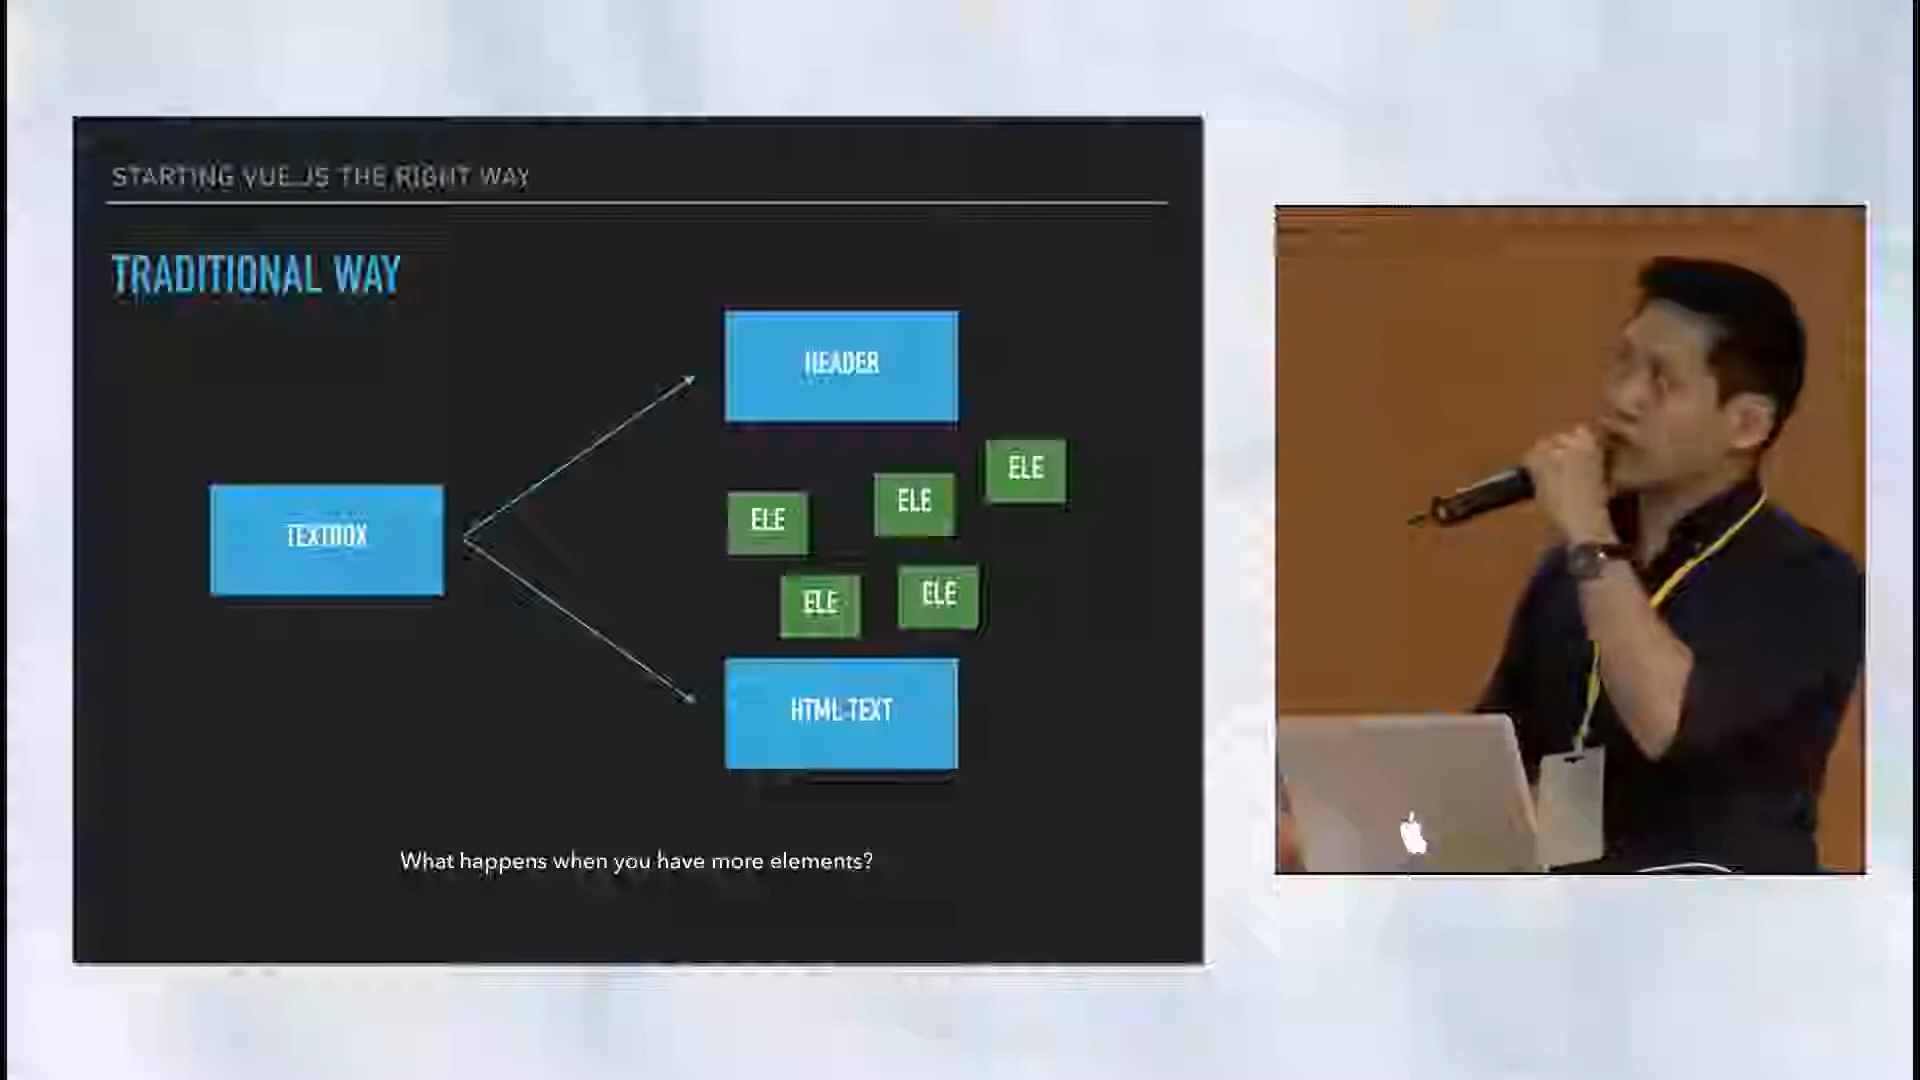 STARTING VUE.JS THE RIGHT WAY
TRADITIONAL WAY
HEADER
ELE
ELE
ELE
TEXTBOX
ELE
ELE
HTML-TEXT
What happens when you have more elements?